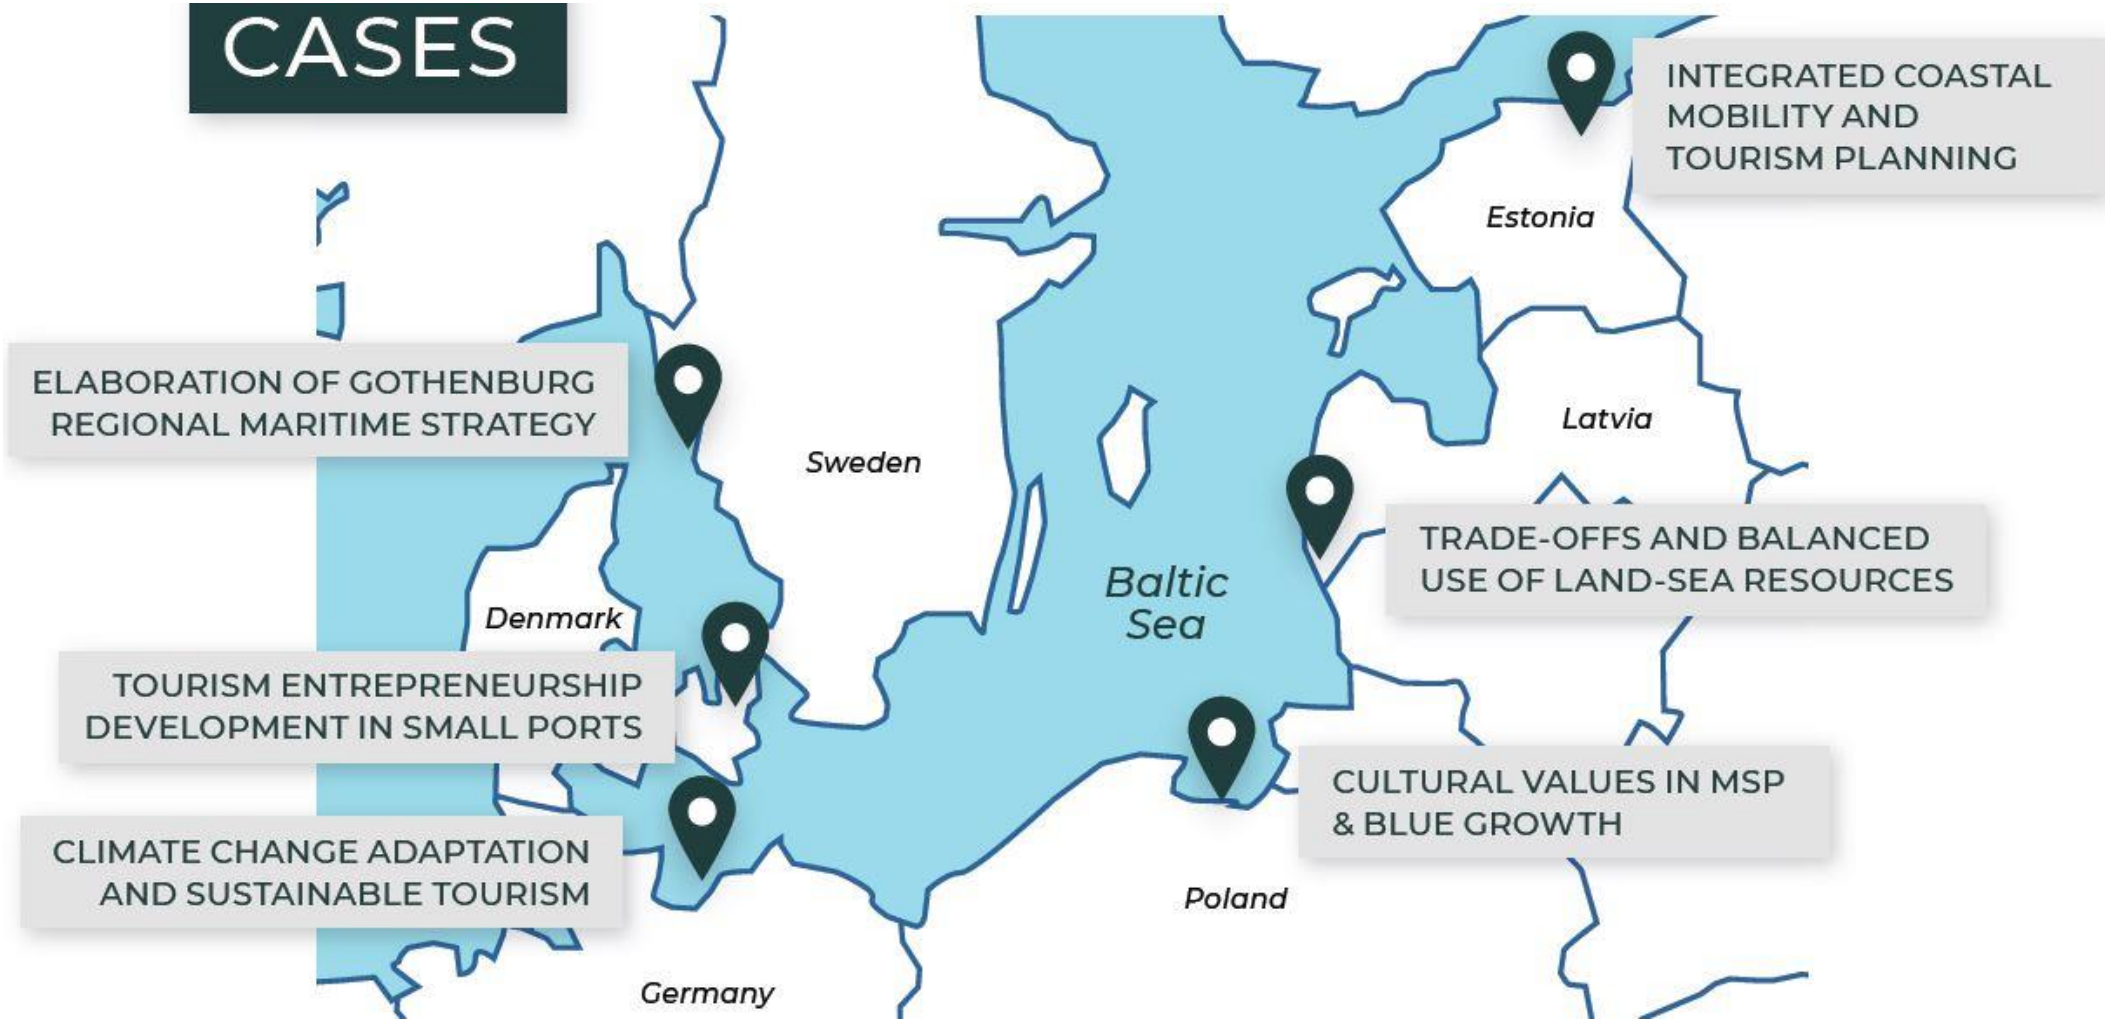 CASES
INTEGRATED COASTAL
MOBILITY AND
TOURISM PLANNING
Estonia
ELABORATION OF GOTHENBURG
REGIONAL MARITIME STRATEGY
Sweden
Latvia
TRADE-OFFS AND BALANCED
USE OF LAND-SEA RESOURCES
Baltic
Sea
Denmark
TOURISM ENTREPRENEURSHIP
DEVELOPMENT IN SMALL PORTS
CULTURAL VALUES IN MSP
& BLUE GROWTH
CLIMATE CHANGE ADAPTATION
AND SUSTAINABLE TOURISM
Poland
Germany